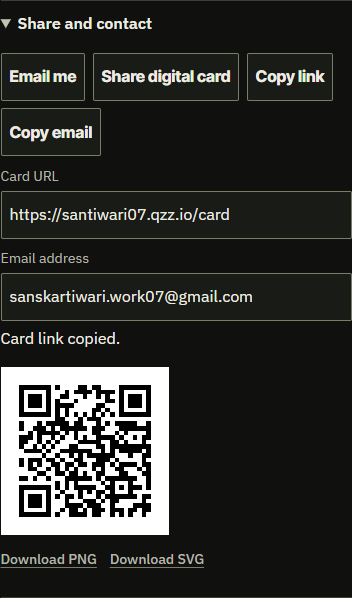 Share and contact
Email me Share digital card Copy link
Copy email
Card URL
https://santiwari07.qzz.io/card
Email address
sanskartiwari.work07@gmail.com
Card link copied.
Download PNG Download SVG